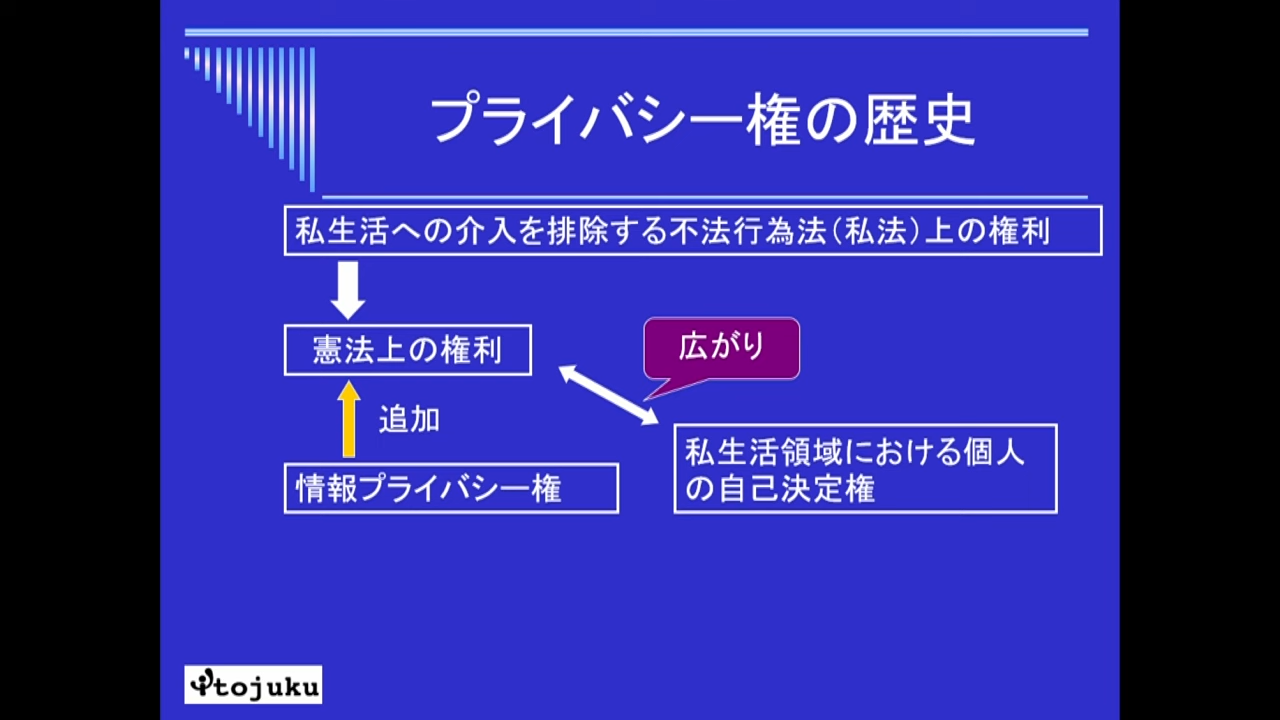 プライバシー権の歴史
私生活への介入を排除する不法行為法（私法）上の権利
憲法上の権利
広がり
追加
私生活領域における個人
の自己決定権
情報プライバシー権
itojuku